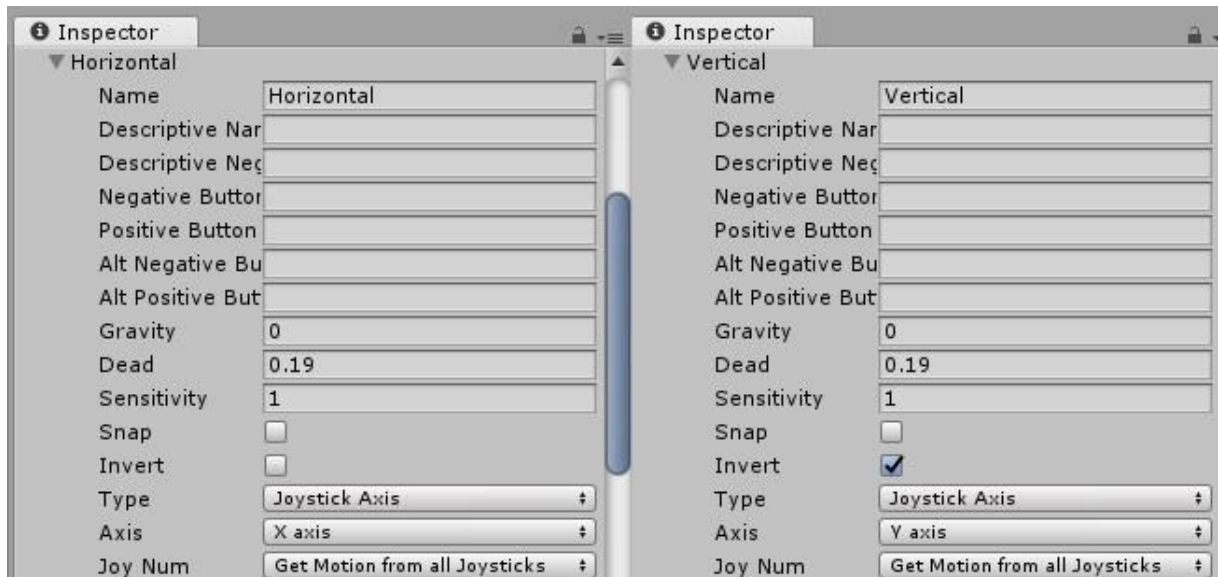 Inspector
Horizontal
Name Horizontal
Descriptive Nar
Descriptive Neg
Negative Buttor
Positive Button
Alt Negative Bu
Alt Positive But
Gravity 0
Dead 0.19
Sensitivity 1
Snap
Invert
Type Joystick Axis
Axis X axis
Joy Num Get Motion from all Joysticks
Inspector
Vertical
Name Vertical
Descriptive Nar
Descriptive Neg
Negative Buttor
Positive Button
Alt Negative Bu
Alt Positive But
Gravity 0
Dead 0.19
Sensitivity 1
Snap
Invert
Type Joystick Axis
Axis Y axis
Joy Num Get Motion from all Joysticks